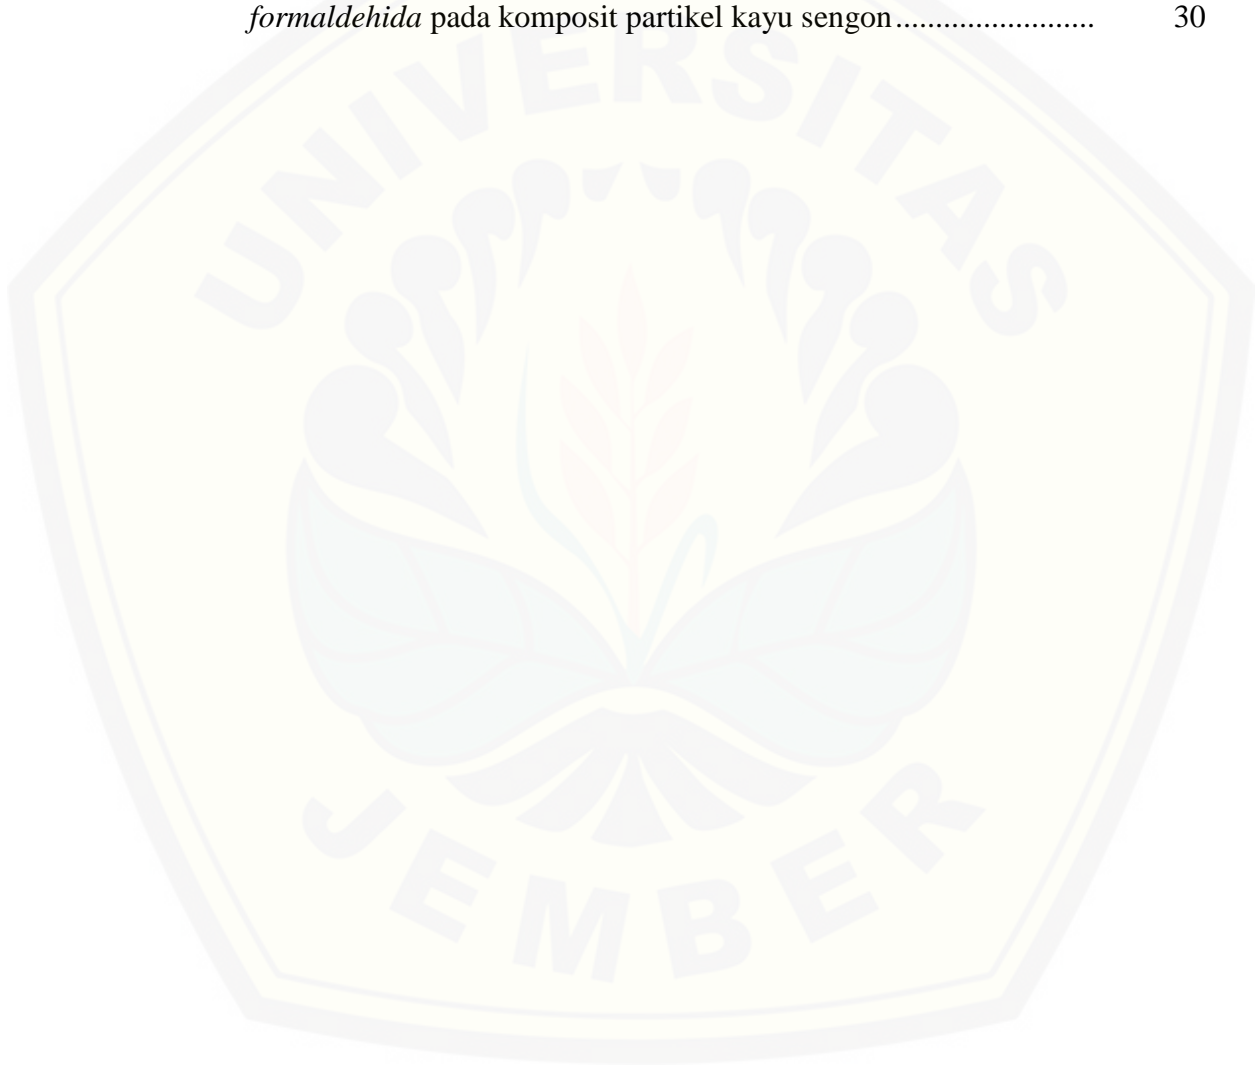 formaldehida pada komposit partikel kayu sengon......................... 30
UNIVERSITAS
JEMBER